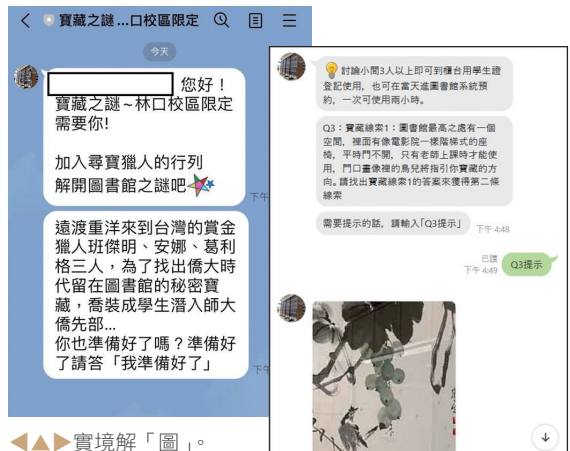 寶藏之謎...口校區限定
今天
您好！
寶藏之謎~林口校區限定
需要你!
加入尋寶獵人的行列
解開圖書館之謎吧
下午
遠渡重洋來到台灣的賞金
獵人班傑明、安娜、葛利
格三人，為了找出僑大時
代留在圖書館的秘密寶
藏，喬裝成學生潛入師大
僑先部...
你也準備好了嗎？準備好
了請答「我準備好了」
下午
討論小間3人以上即可到櫃台用學生證
登記使用，也可在當天進圖書館系統預
約，一次可使用兩小時。
Q3：寶藏線索1：圖書館最高之處有一個
空間，裡面有像電影院一樣階梯式的座
椅，平時門不開，只有老師上課時才能使
用，門口畫像裡的鳥兒將指引你寶藏的方
向。請找出寶藏線索1的答案來獲得第二條
線索
需要提示的話，請輸入「Q3提示」
下午 4:48
已讀
下午 4:49
Q3提示
◀▲▶實境解「圖」。